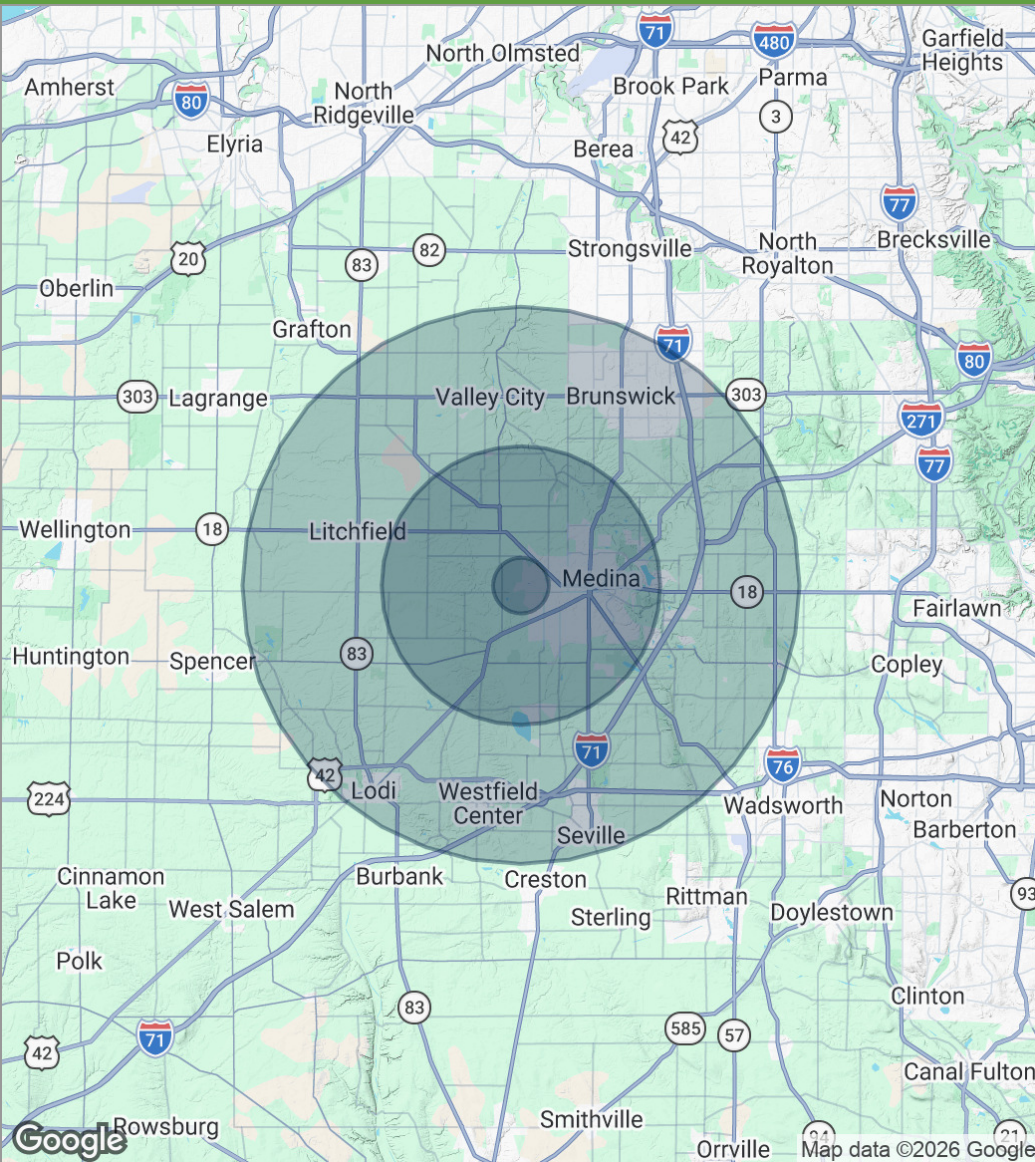 71
480
Garfield
Heights
North Olmsted
Amherst
Brook Park
Parma
80
North
Ridgeville
3
Elyria
42
Berea
77
20
83
82
Strongsville
North
Royalton
Brecksville
Oberlin
Grafton
71
80
303
Lagrange
Valley City
Brunswick
303
271
77
Wellington
18
Litchfield
Medina
18
Fairlawn
Huntington
Spencer
83
Copley
71
76
42
224
Lodi
Westfield
Center
Wadsworth
Norton
Barberton
Seville
Cinnamon
Lake
Burbank
Creston
93
West Salem
Sterling
Rittman
Doylestown
Polk
Clinton
83
585
57
71
42
Canal Fulton
Smithville
Rowsburg
Google
94
21
Orrville
Map data ©2026 Google